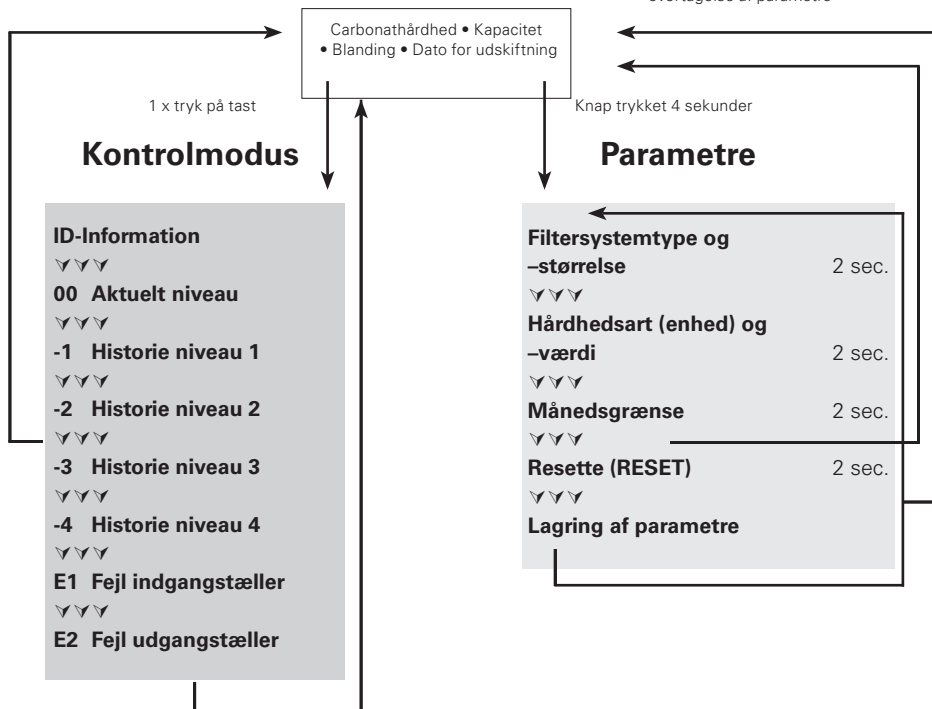 overtagelse af parametre
Carbonathårdhed • Kapacitet
• Blanding • Dato for udskiftning
1 x tryk på tast
Knap trykket 4 sekunder
Kontrolmodus
ID-Information
00 Aktuelt niveau
-1 Historie niveau 1
-2 Historie niveau 2
-3 Historie niveau 3
-4 Historie niveau 4
E1 Fejl indgangstæller
E2 Fejl udgangstæller
Parametre
Filtersystemtype og
–størrelse 2 sec.
Hårdhedsart (enhed) og
–værdi 2 sec.
Månedsgrænse 2 sec.
Resette (RESET) 2 sec.
Lagring af parametre